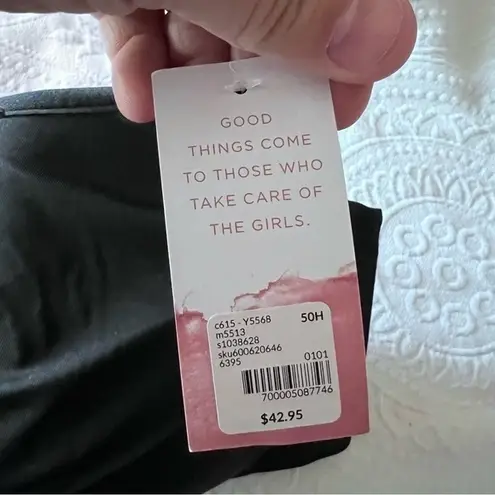 GOOD
THINGS COME
TO THOSE WHO
TAKE CARE OF
THE GIRLS.
c615 - Y5568 50H
m5513
s1038628
sku600620646
6395 0101
700005087746
$42.95